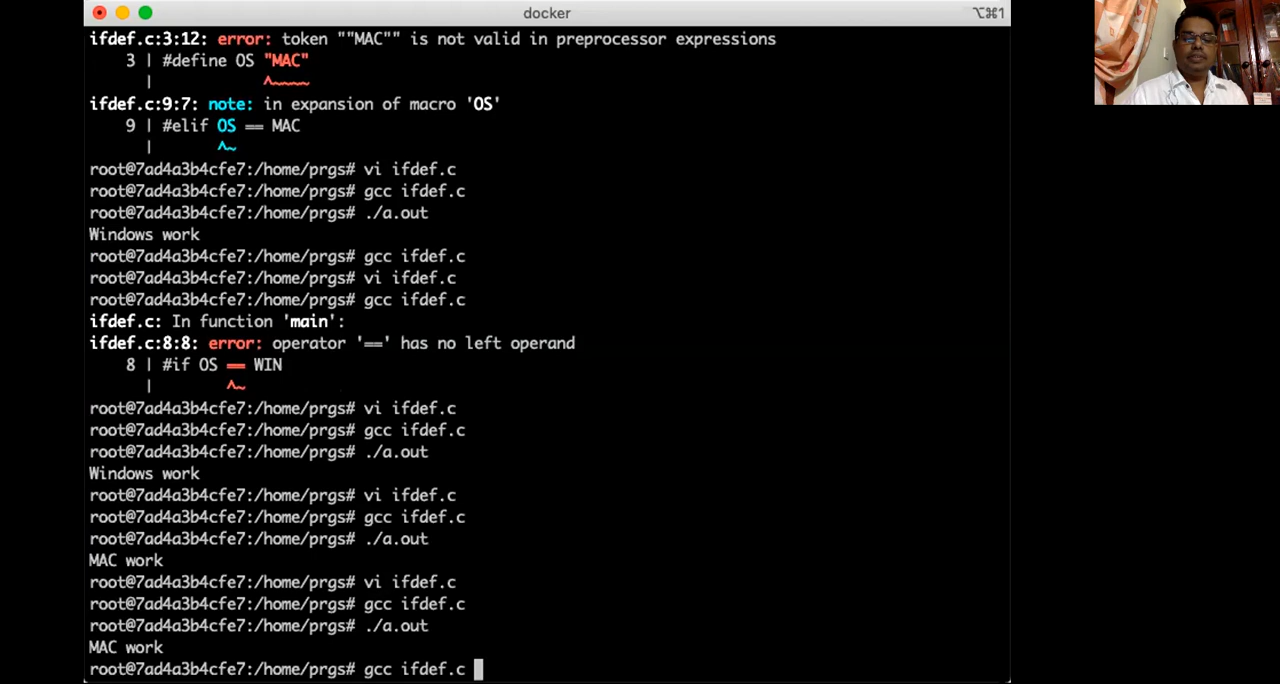 docker
⌥⌘1
ifdef.c:3:12: error: token ""MAC"" is not valid in preprocessor expressions
3 | #define OS "MAC"
| ^~~~~
ifdef.c:9:7: note: in expansion of macro 'OS'
9 | #elif OS == MAC
| ^~
root@7ad4a3b4cfe7:/home/prgs# vi ifdef.c
root@7ad4a3b4cfe7:/home/prgs# gcc ifdef.c
root@7ad4a3b4cfe7:/home/prgs# ./a.out
Windows work
root@7ad4a3b4cfe7:/home/prgs# gcc ifdef.c
root@7ad4a3b4cfe7:/home/prgs# vi ifdef.c
root@7ad4a3b4cfe7:/home/prgs# gcc ifdef.c
ifdef.c: In function 'main':
ifdef.c:8:8: error: operator '==' has no left operand
8 | #if OS == WIN
| ^~
root@7ad4a3b4cfe7:/home/prgs# vi ifdef.c
root@7ad4a3b4cfe7:/home/prgs# gcc ifdef.c
root@7ad4a3b4cfe7:/home/prgs# ./a.out
Windows work
root@7ad4a3b4cfe7:/home/prgs# vi ifdef.c
root@7ad4a3b4cfe7:/home/prgs# gcc ifdef.c
root@7ad4a3b4cfe7:/home/prgs# ./a.out
MAC work
root@7ad4a3b4cfe7:/home/prgs# vi ifdef.c
root@7ad4a3b4cfe7:/home/prgs# gcc ifdef.c
root@7ad4a3b4cfe7:/home/prgs# ./a.out
MAC work
root@7ad4a3b4cfe7:/home/prgs# gcc ifdef.c